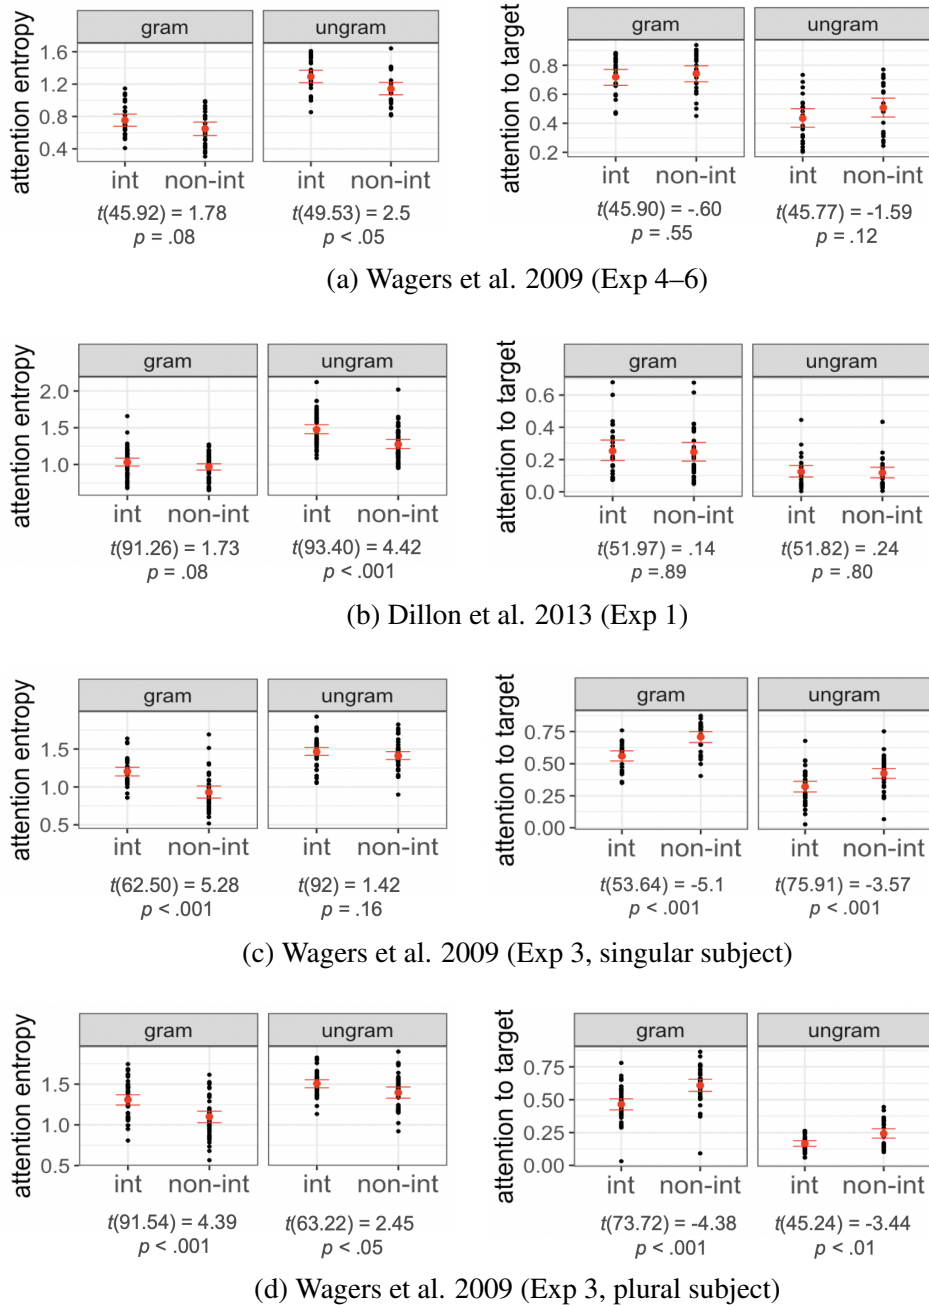 attention entropy
gram
ungram
1.6
1.2
0.8
0.4
int
non-int
int
non-int
t(45.92) = 1.78
p = .08
t(49.53) = 2.5
p < .05
attention to target
gram
ungram
0.8
0.6
0.4
0.2
int
non-int
int
non-int
t(45.90) = -.60
p = .55
t(45.77) = -1.59
p = .12
(a) Wagers et al. 2009 (Exp 4–6)
attention entropy
gram
ungram
2.0
1.5
1.0
int
non-int
int
non-int
t(91.26) = 1.73
p = .08
t(93.40) = 4.42
p < .001
attention to target
gram
ungram
0.6
0.4
0.2
0.0
int
non-int
int
non-int
t(51.97) = .14
p =.89
t(51.82) = .24
p = .80
(b) Dillon et al. 2013 (Exp 1)
attention entropy
gram
ungram
1.5
1.0
0.5
int
non-int
int
non-int
t(62.50) = 5.28
p < .001
t(92) = 1.42
p = .16
attention to target
gram
ungram
0.75
0.50
0.25
0.00
int
non-int
int
non-int
t(53.64) = -5.1
p < .001
t(75.91) = -3.57
p < .001
(c) Wagers et al. 2009 (Exp 3, singular subject)
attention entropy
gram
ungram
1.5
1.0
0.5
int
non-int
int
non-int
t(91.54) = 4.39
p < .001
t(63.22) = 2.45
p < .05
attention to target
gram
ungram
0.75
0.50
0.25
0.00
int
non-int
int
non-int
t(73.72) = -4.38
p < .001
t(45.24) = -3.44
p < .01
(d) Wagers et al. 2009 (Exp 3, plural subject)